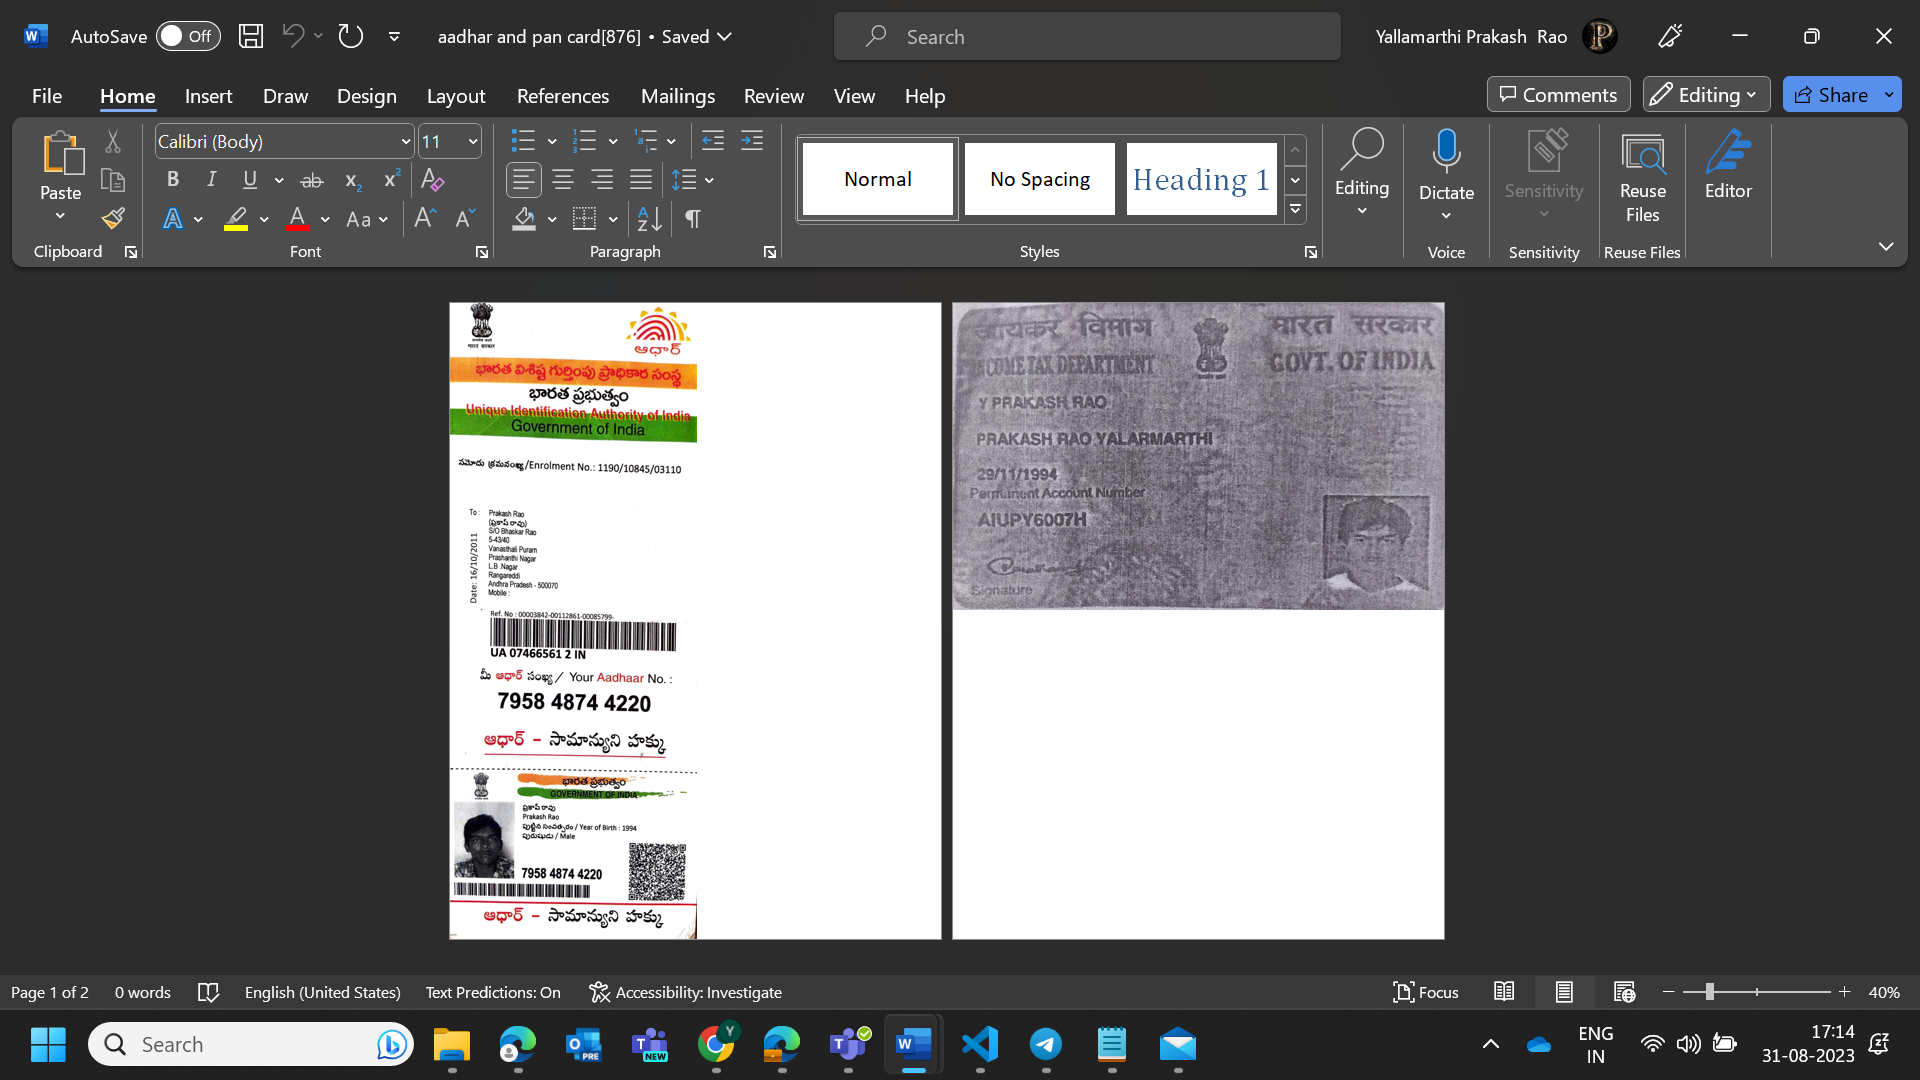 AutoSave Off
aadhar and pan card[876] • Saved
Search
Yallamarthi Prakash Rao
File Home Insert Draw Design Layout References Mailings Review View Help
Comments Editing Share
Paste
Calibri (Body) 11
Normal
No Spacing
Heading 1
Editing
Dictate
Sensitivity
Reuse Files
Editor
Clipboard Font Paragraph Styles Voice Sensitivity Reuse Files
ఆధార్
భారత విశిష్ట గుర్తింపు ప్రాధికార సంస్థ
భారత ప్రభుత్వం
Unique Identification Authority of India
Government of India
నమోదు క్రమసంఖ్య/Enrolment No.: 1190/10845/03110
To :
Prakash Rao
(ప్రకాష్ రావు)
S/O Bhaskar Rao
5-43/40
Vanasthali Puram
Prashanthi Nagar
L.B .Nagar
Rangareddi
Andhra Pradesh - 500070
Mobile :
Date: 16/10/2011
Ref. No : 00003842-00112861-00085799-
UA 07466561 2 IN
మీ ఆధార్ సంఖ్య / Your Aadhaar No. :
7958 4874 4220
ఆధార్ - సామాన్యుని హక్కు
భారత ప్రభుత్వం
GOVERNMENT OF INDIA
ప్రకాష్ రావు
Prakash Rao
పుట్టిన సంవత్సరం / Year of Birth : 1994
పురుషుడు / Male
7958 4874 4220
ఆధార్ - సామాన్యుని హక్కు
आयकर विभाग भारत सरकार
INCOME TAX DEPARTMENT GOVT. OF INDIA
Y PRAKASH RAO
PRAKASH RAO YALARMARTHI
29/11/1994
Permanent Account Number
AIUPY6007H
Signature
Page 1 of 2 0 words English (United States) Text Predictions: On Accessibility: Investigate
Focus 40%
Search
ENG
IN
17:14
31-08-2023